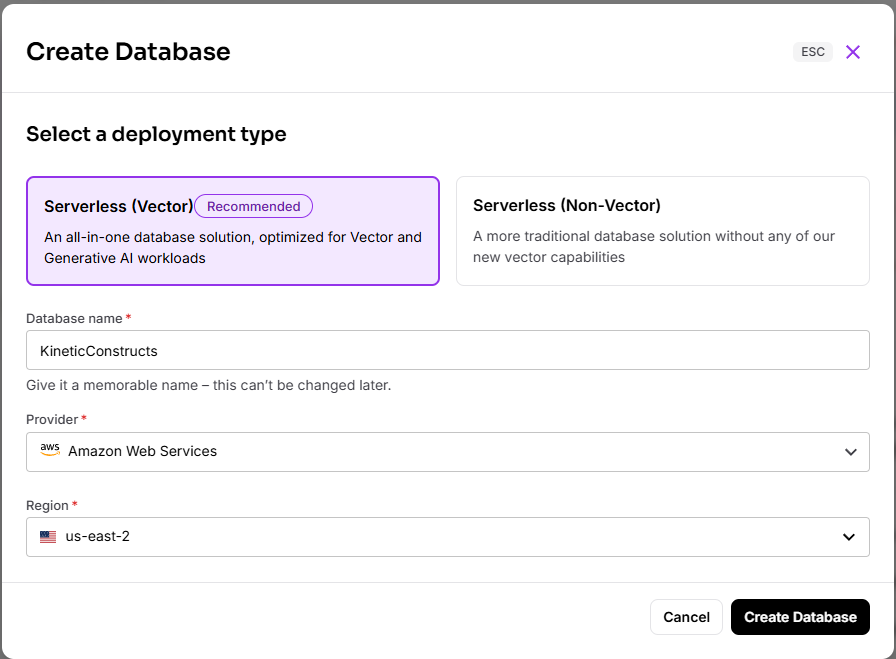 Create Database
ESC
Select a deployment type
Serverless (Vector) Recommended
An all-in-one database solution, optimized for Vector and
Generative AI workloads
Serverless (Non-Vector)
A more traditional database solution without any of our
new vector capabilities
Database name *
KineticConstructs
Give it a memorable name – this can’t be changed later.
Provider *
aws Amazon Web Services
Region *
us-east-2
Cancel
Create Database